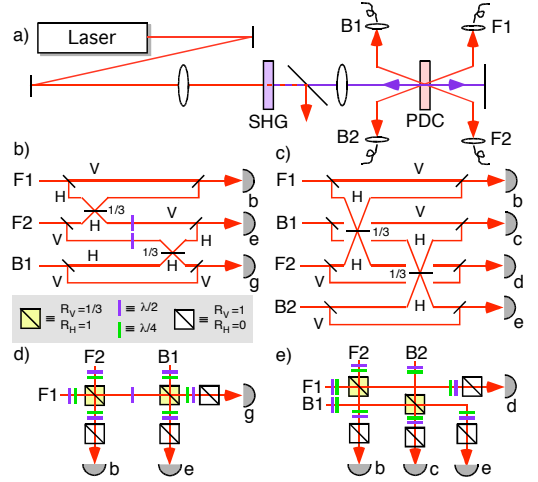 a)
Laser
SHG
PDC
B1
F1
B2
F2
b)
F1
V
H
1/3
H
b
F2
H
V
V
H
e
1/3
B1
H
H
V
g
c)
F1
V
H
H
b
B1
1/3
V
H
c
F2
1/3
V
H
d
B2
H
V
e
≡ R_V=1/3
R_H=1
≡ λ/2
≡ λ/4
≡ R_V=1
R_H=0
d)
F2
B1
F1
g
b
e
e)
F2
B2
F1
B1
d
b
c
e